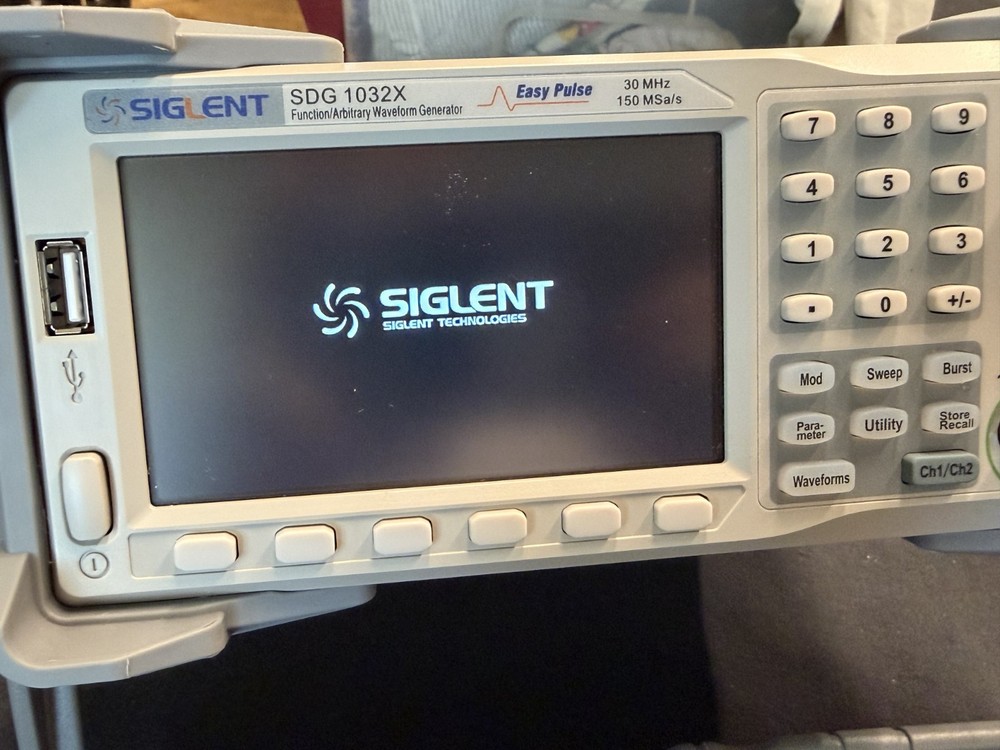 SIGLENT
SDG 1032X
Function/Arbitrary Waveform Generator
Easy Pulse
30 MHz
150 MSa/s
SIGLENT
SIGLENT TECHNOLOGIES
7 8 9
4 5 6
1 2 3
. 0 +/-
Mod Sweep Burst
Para-
meter
Utility
Store
Recall
Waveforms Ch1/Ch2